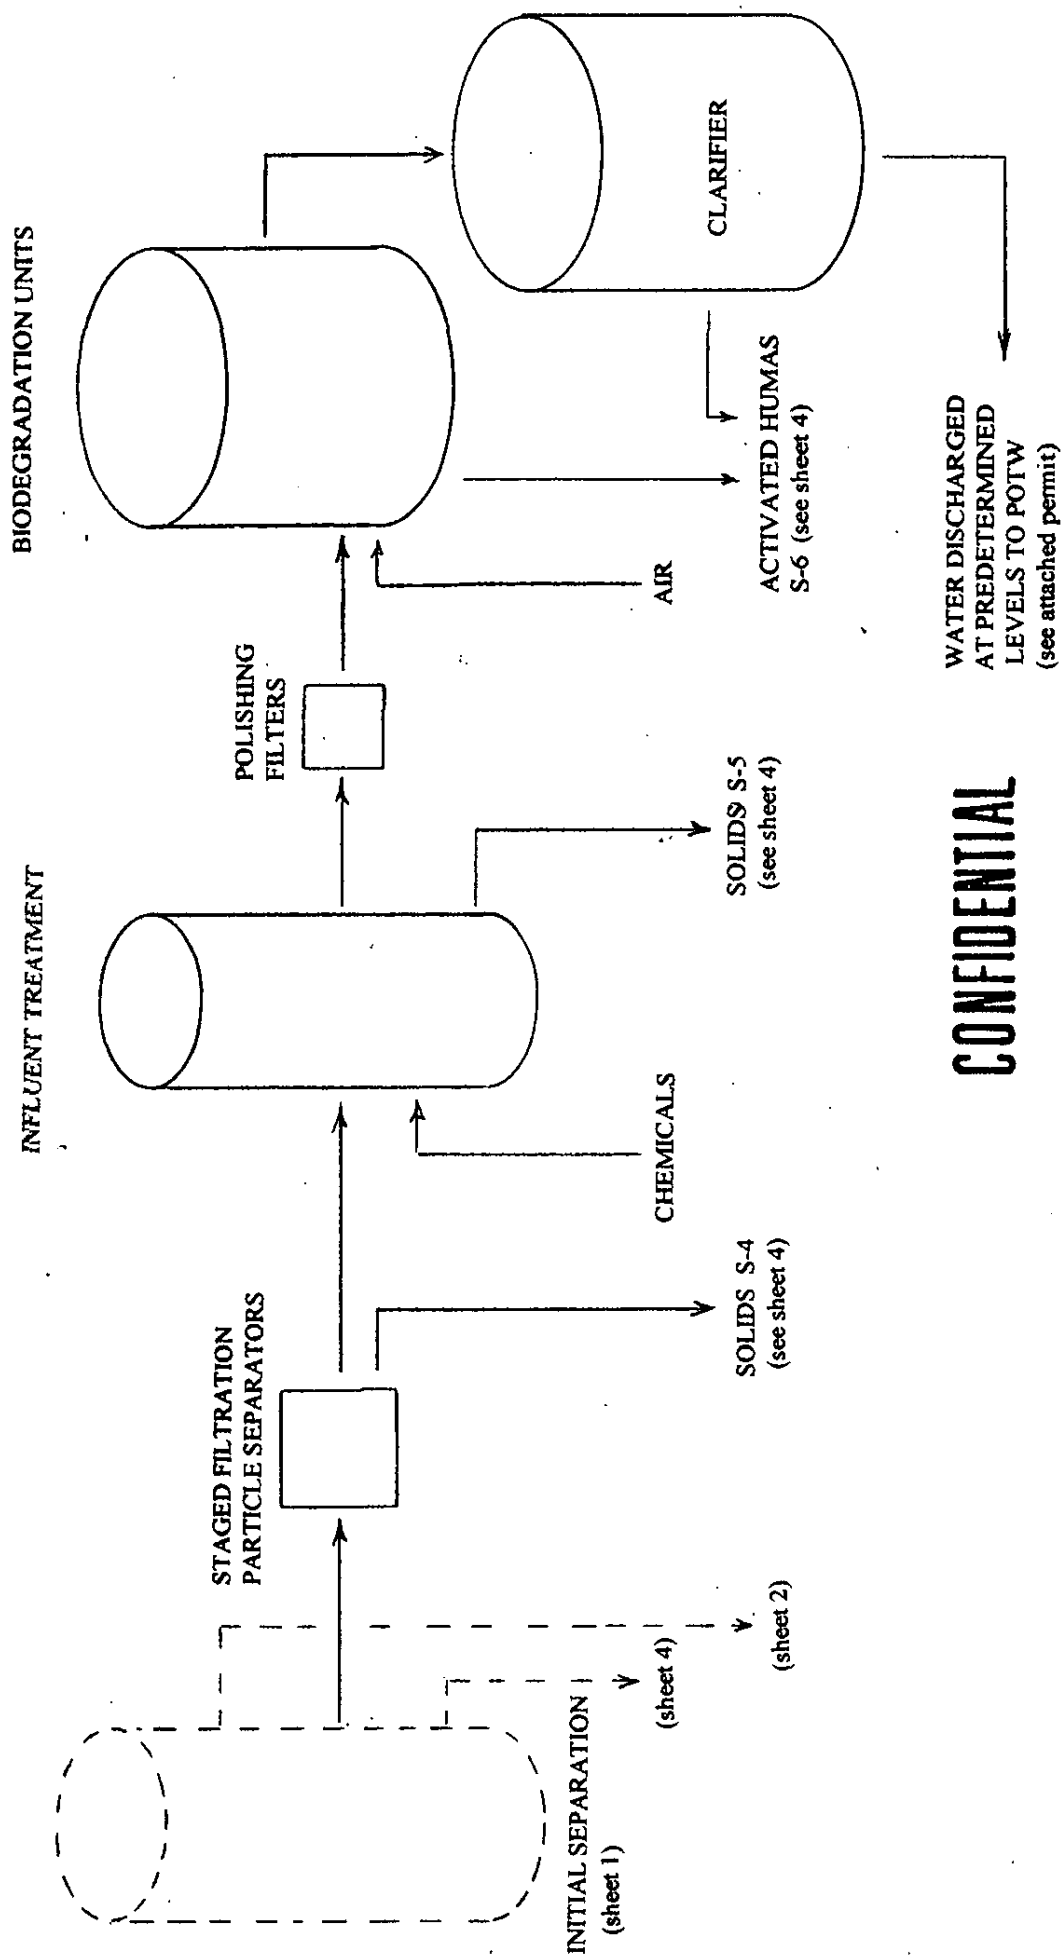 INITIAL SEPARATION
(sheet 1)
(sheet 4)
(sheet 2)
STAGED FILTRATION
PARTICLE SEPARATORS
SOLIDS S-4
(see sheet 4)
INFLUENT TREATMENT
CHEMICALS
SOLIDS S-5
(see sheet 4)
POLISHING
FILTERS
BIODEGRADATION UNITS
AIR
ACTIVATED HUMAS
S-6 (see sheet 4)
CLARIFIER
WATER DISCHARGED
AT PREDETERMINED
LEVELS TO POTW
(see attached permit)
CONFIDENTIAL